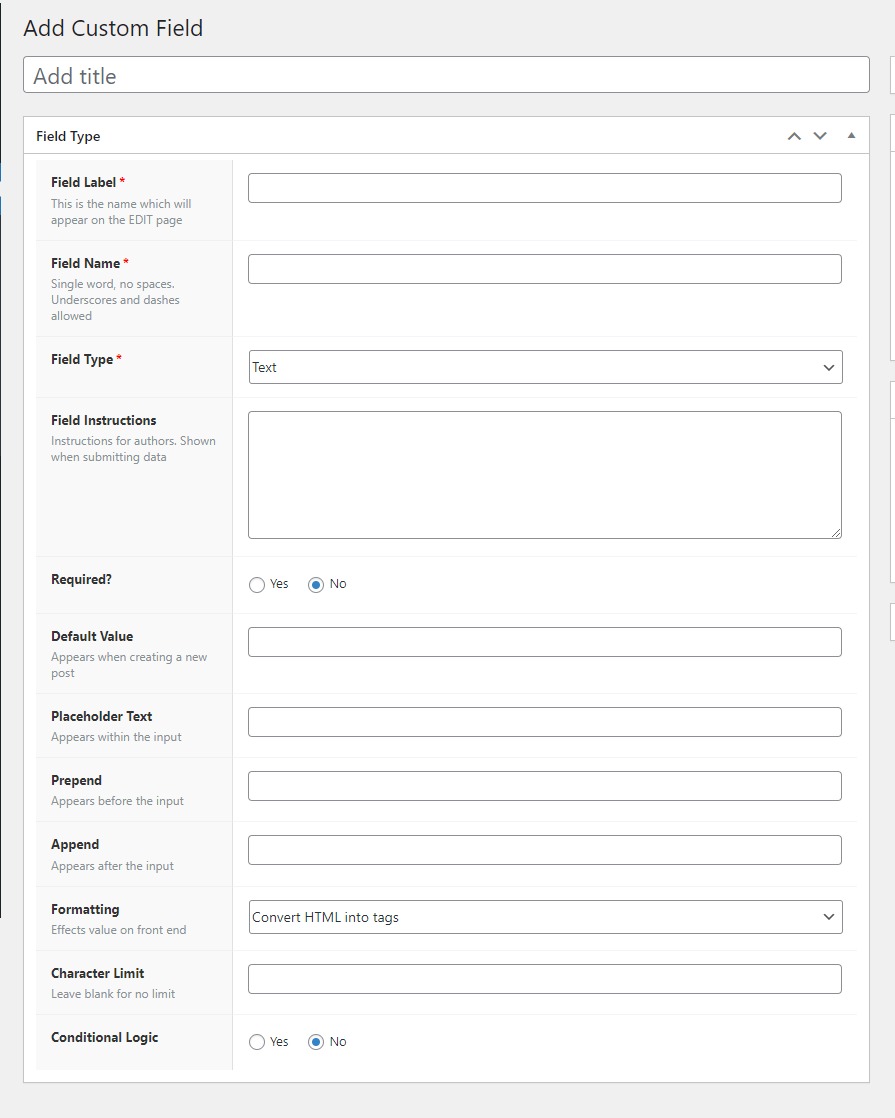 Add Custom Field
Add title
Field Type
Field Label *
This is the name which will
appear on the EDIT page
Field Name *
Single word, no spaces.
Underscores and dashes
allowed
Field Type *
Text
Field Instructions
Instructions for authors. Shown
when submitting data
Required?
Yes No
Default Value
Appears when creating a new
post
Placeholder Text
Appears within the input
Prepend
Appears before the input
Append
Appears after the input
Formatting
Effects value on front end
Convert HTML into tags
Character Limit
Leave blank for no limit
Conditional Logic
Yes No